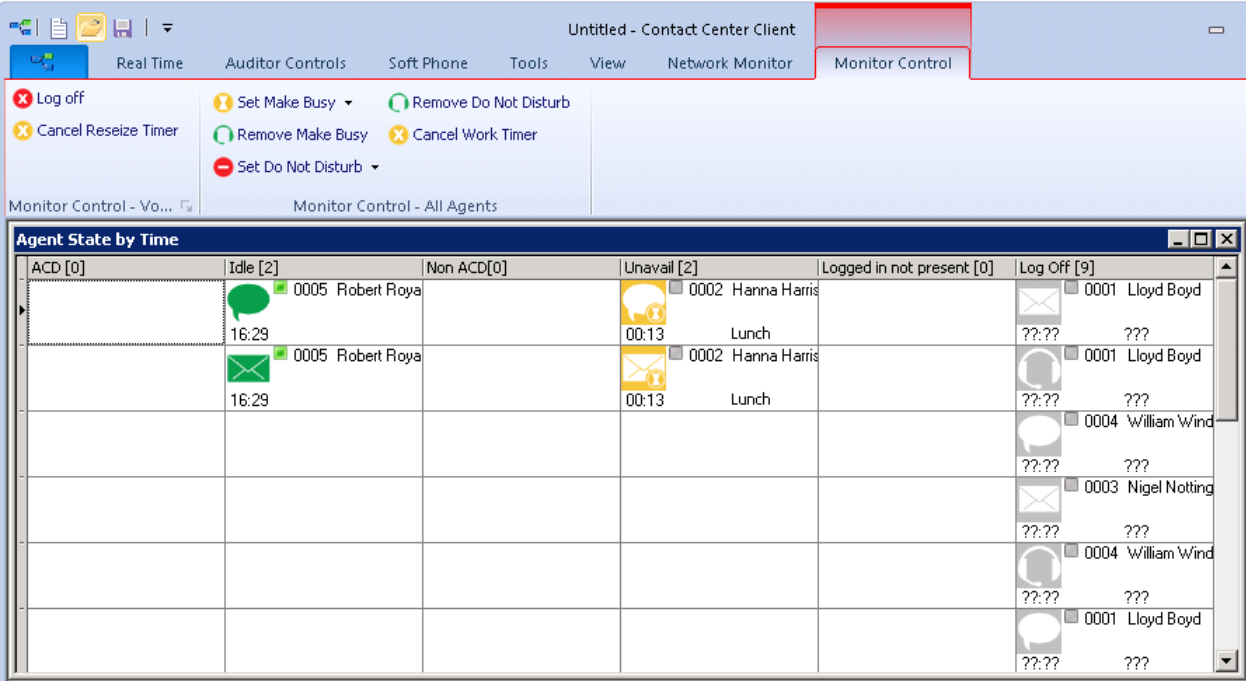 Untitled - Contact Center Client
Real Time Auditor Controls Soft Phone Tools View Network Monitor Monitor Control
Log off Set Make Busy Remove Do Not Disturb
Cancel Reseize Timer Remove Make Busy Cancel Work Timer
Set Do Not Disturb
Monitor Control - Vo... Monitor Control - All Agents
Agent State by Time
ACD [0] Idle [2] Non ACD[0] Unavail [2] Logged in not present [0] Log Off [9]
0005 Robert Roya 0002 Hanna Harris 0001 Lloyd Boyd
16:29 00:13 Lunch ??:?? ???
0005 Robert Roya 0002 Hanna Harris 0001 Lloyd Boyd
16:29 00:13 Lunch ??:?? ???
0004 William Wind
??:?? ???
0003 Nigel Notting
??:?? ???
0004 William Wind
??:?? ???
0001 Lloyd Boyd
??:?? ???